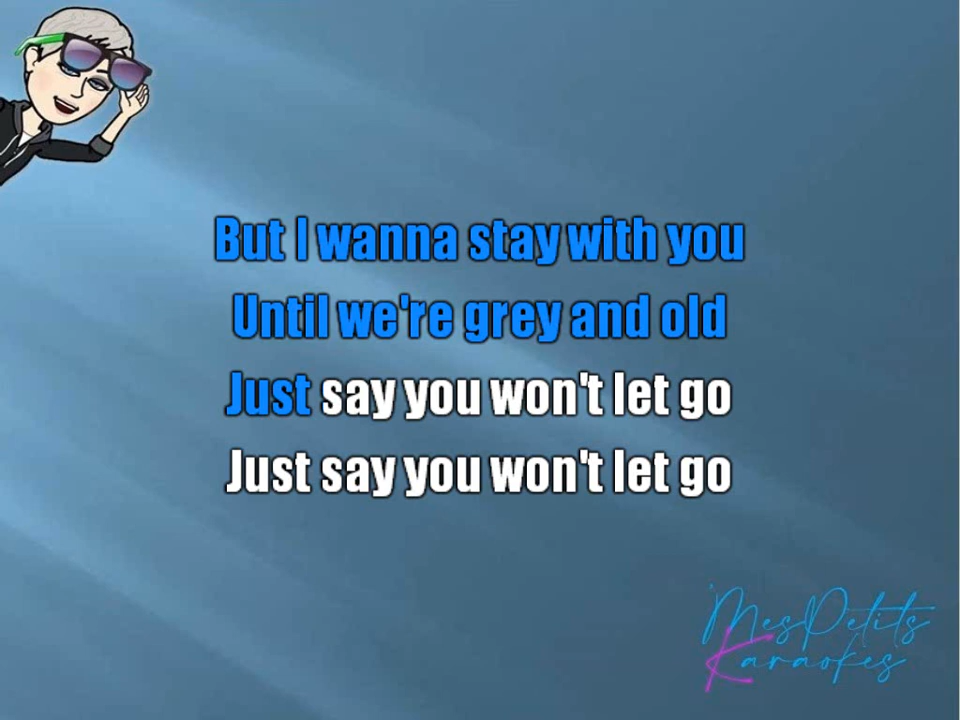 But I wanna stay with you
Until we're grey and old
Just say you won't let go
Just say you won't let go
MesPetits
Karaokes